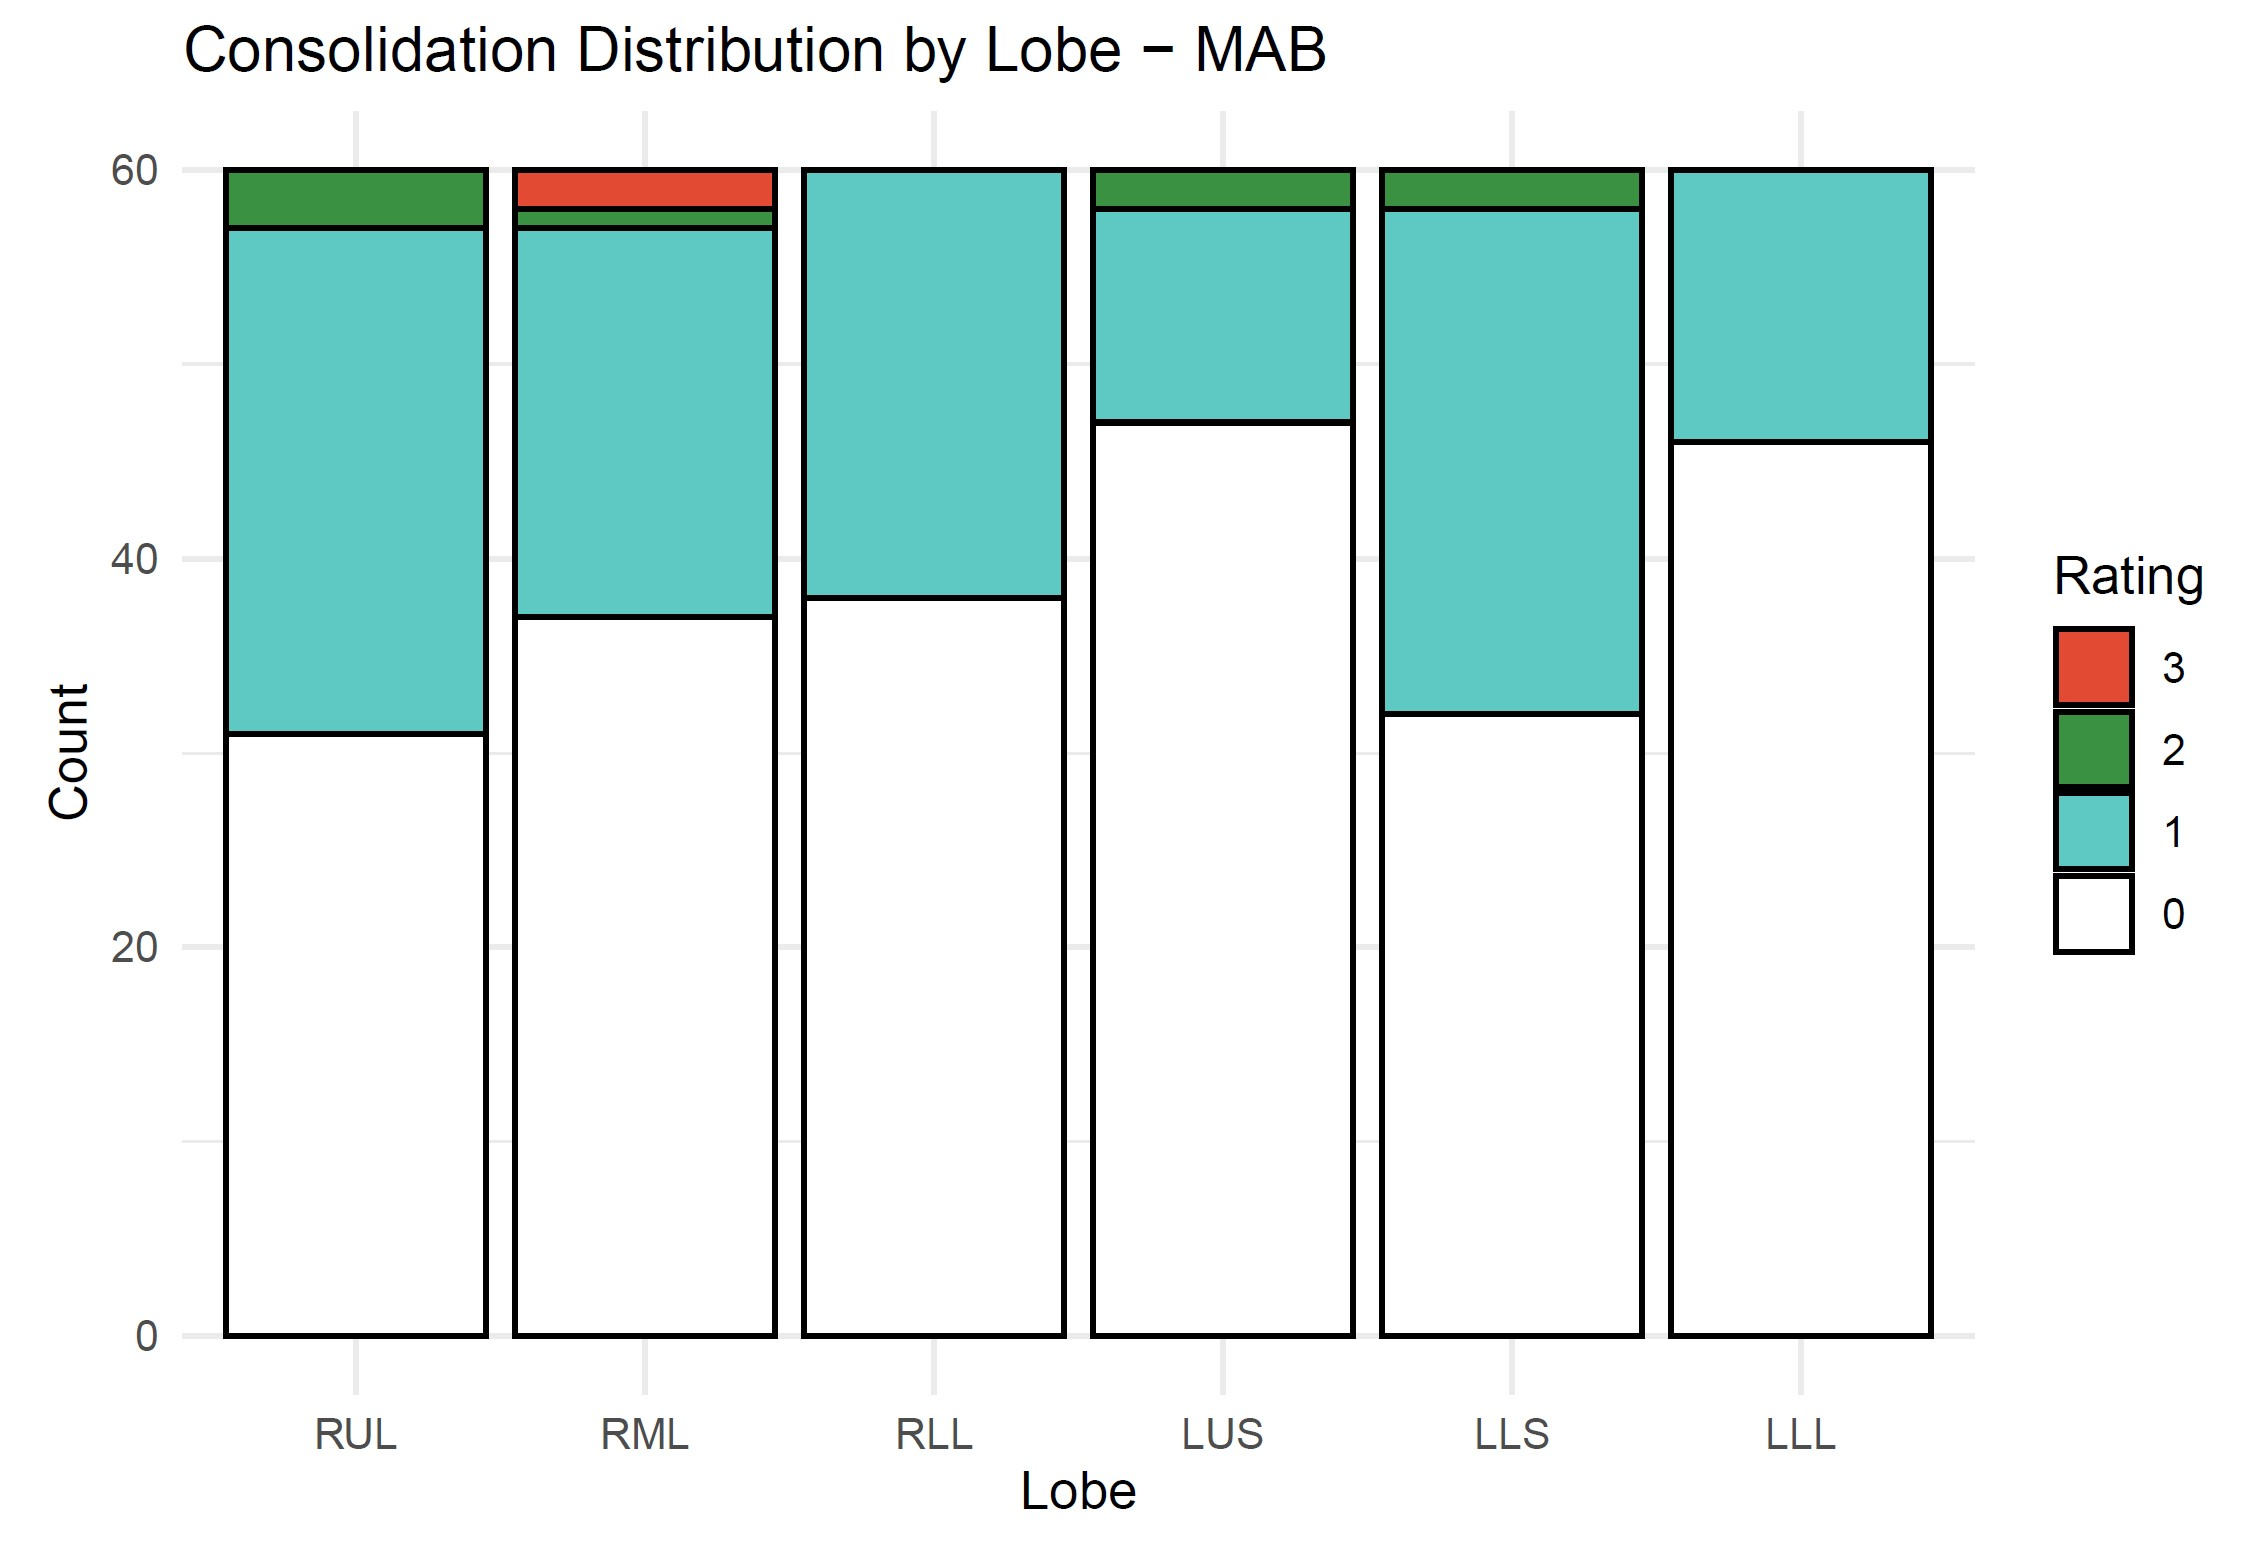 Consolidation Distribution by Lobe − MAB
60
40
20
0
Count
RUL RML RLL LUS LLS LLL
Lobe
Rating
3
2
1
0